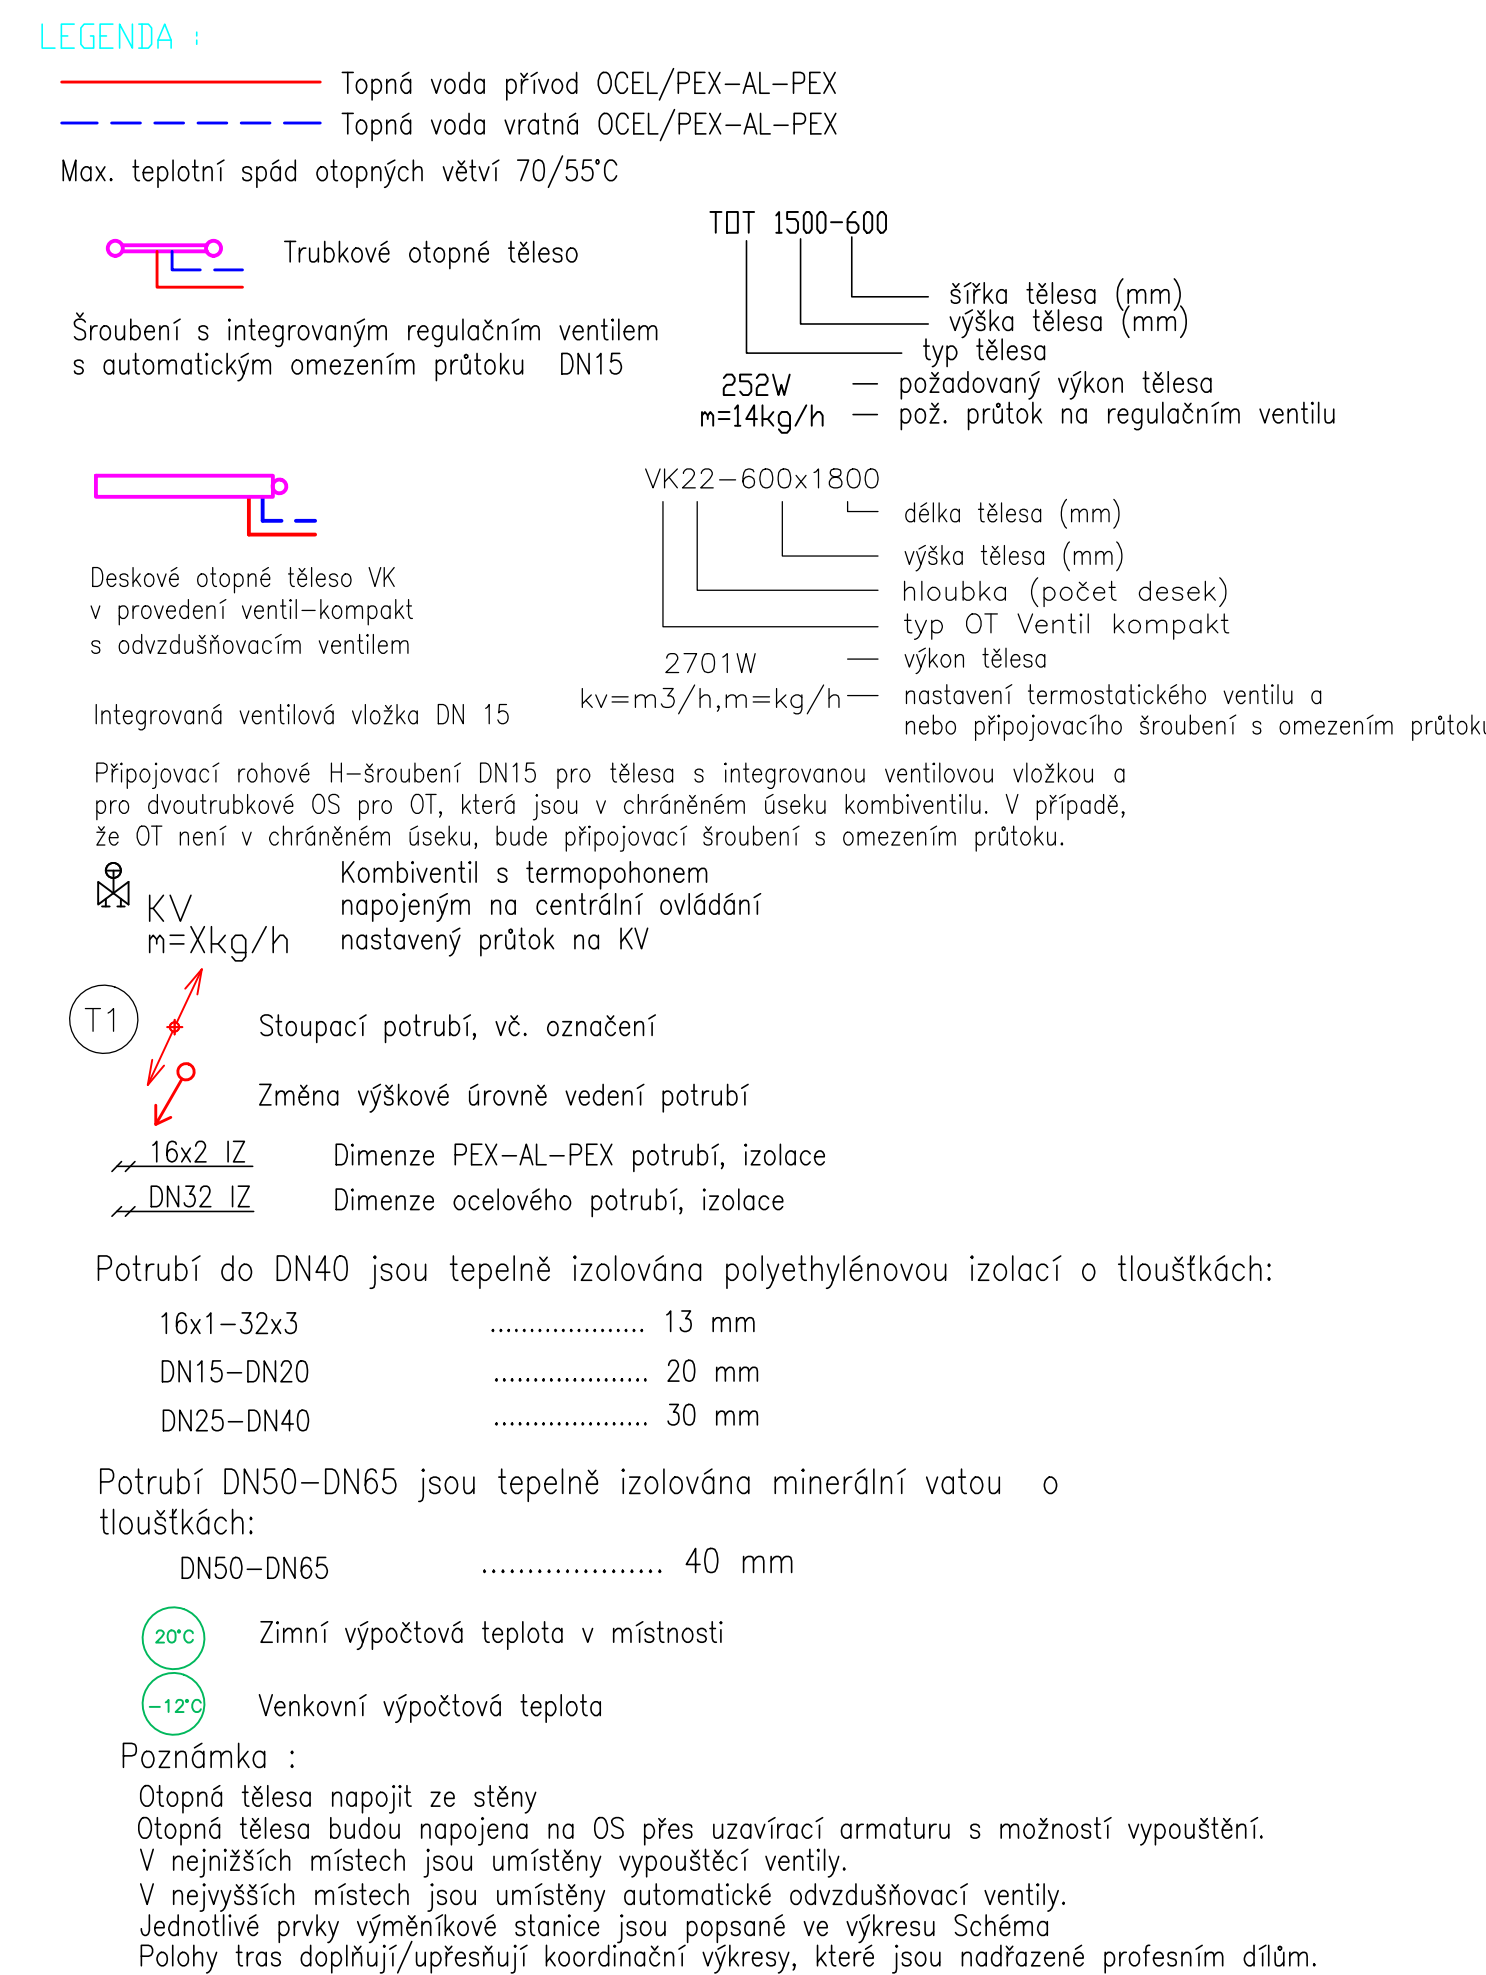 LEGENDA :
Topná voda přívod OCEL/PEX-AL-PEX
Topná voda vratná OCEL/PEX-AL-PEX
Max. teplotní spád otopných větví 70/55°C
TOT 1500-600
Trubkové otopné těleso
šířka tělesa (mm)
výška tělesa (mm)
typ tělesa
Šroubení s integrovaným regulačním ventilem
s automatickým omezením průtoku DN15
252W — požadovaný výkon tělesa
m=14kg/h — pož. průtok na regulačním ventilu
VK22-600x1800
délka tělesa (mm)
výška tělesa (mm)
hloubka (počet desek)
typ OT Ventil kompakt
Deskové otopné těleso VK
v provedení ventil-kompakt
s odvzdušňovacím ventilem
2701W — výkon tělesa
kv=m3/h,m=kg/h — nastavení termostatického ventilu a
nebo připojovacího šroubení s omezením průtoku
Integrovaná ventilová vložka DN 15
Připojovací rohové H-šroubení DN15 pro tělesa s integrovanou ventilovou vložkou a
pro dvoutrubkové OS pro OT, která jsou v chráněném úseku kombiventilu. V případě,
že OT není v chráněném úseku, bude připojovací šroubení s omezením průtoku.
KV
m=Xkg/h
Kombiventil s termopohonem
napojeným na centrální ovládání
nastavený průtok na KV
T1
Stoupací potrubí, vč. označení
Změna výškové úrovně vedení potrubí
16x2 IZ Dimenze PEX-AL-PEX potrubí, izolace
DN32 IZ Dimenze ocelového potrubí, izolace
Potrubí do DN40 jsou tepelně izolována polyethylénovou izolací o tloušťkách:
16x1-32x3 .................... 13 mm
DN15-DN20 .................... 20 mm
DN25-DN40 .................... 30 mm
Potrubí DN50-DN65 jsou tepelně izolována minerální vatou o
tloušťkách:
DN50-DN65 .................... 40 mm
20°C Zimní výpočtová teplota v místnosti
-12°C Venkovní výpočtová teplota
Poznámka :
Otopná tělesa napojit ze stěny
Otopná tělesa budou napojena na OS přes uzavírací armaturu s možností vypouštění.
V nejnižších místech jsou umístěny vypouštěcí ventily.
V nejvyšších místech jsou umístěny automatické odvzdušňovací ventily.
Jednotlivé prvky výměníkové stanice jsou popsané ve výkresu Schéma
Polohy tras doplňují/upřesňují koordinační výkresy, které jsou nadřazené profesním dílům.